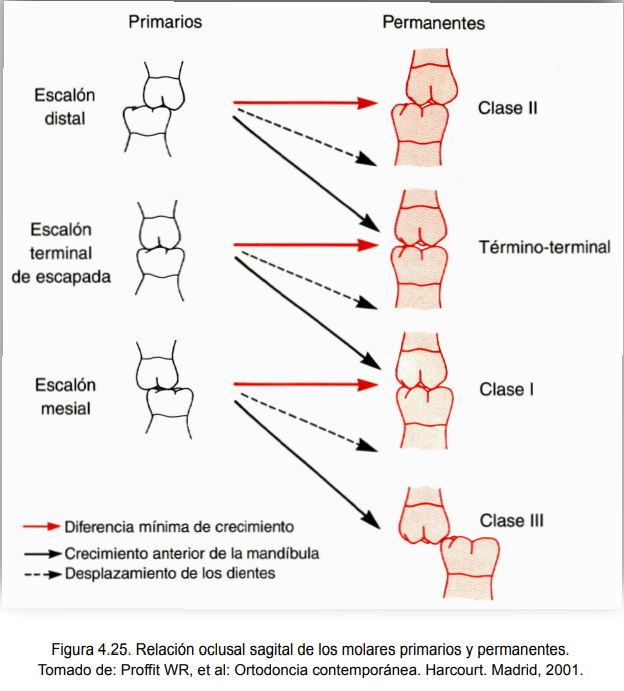 Primarios
Permanentes
Escalón
distal
Clase II
Escalón
terminal
de escapada
Término-terminal
Escalón
mesial
Clase I
Clase III
Diferencia mínima de crecimiento
Crecimiento anterior de la mandíbula
Desplazamiento de los dientes
Figura 4.25. Relación oclusal sagital de los molares primarios y permanentes.
Tomado de: Proffit WR, et al: Ortodoncia contemporánea. Harcourt. Madrid, 2001.